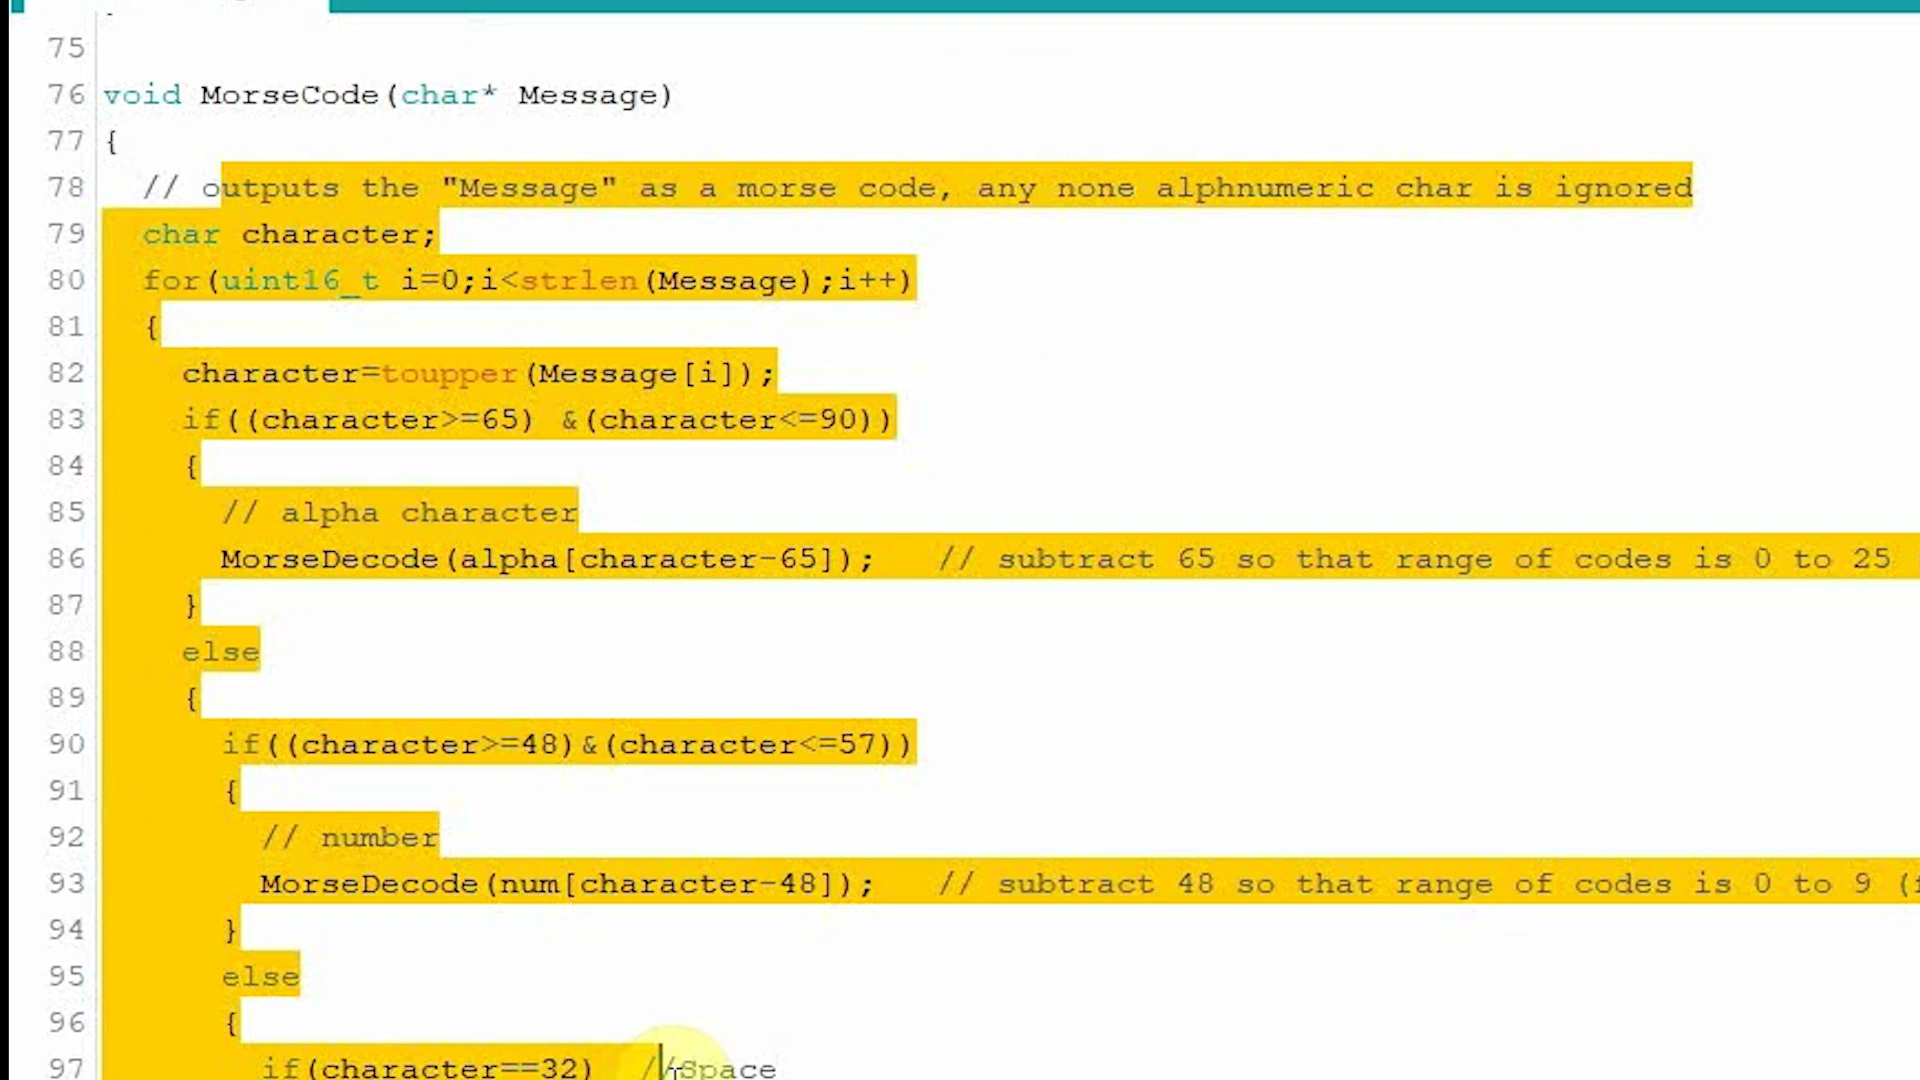 75
76 void MorseCode(char* Message)
77 {
78 // outputs the "Message" as a morse code, any none alphnumeric char is ignored
79 char character;
80 for(uint16_t i=0;i<strlen(Message);i++)
81 {
82 character=toupper(Message[i]);
83 if((character>=65) &(character<=90))
84 {
85 // alpha character
86 MorseDecode(alpha[character-65]); // subtract 65 so that range of codes is 0 to 25
87 }
88 else
89 {
90 if((character>=48)&(character<=57))
91 {
92 // number
93 MorseDecode(num[character-48]); // subtract 48 so that range of codes is 0 to 9 (
94 }
95 else
96 {
97 if(character==32) //Space